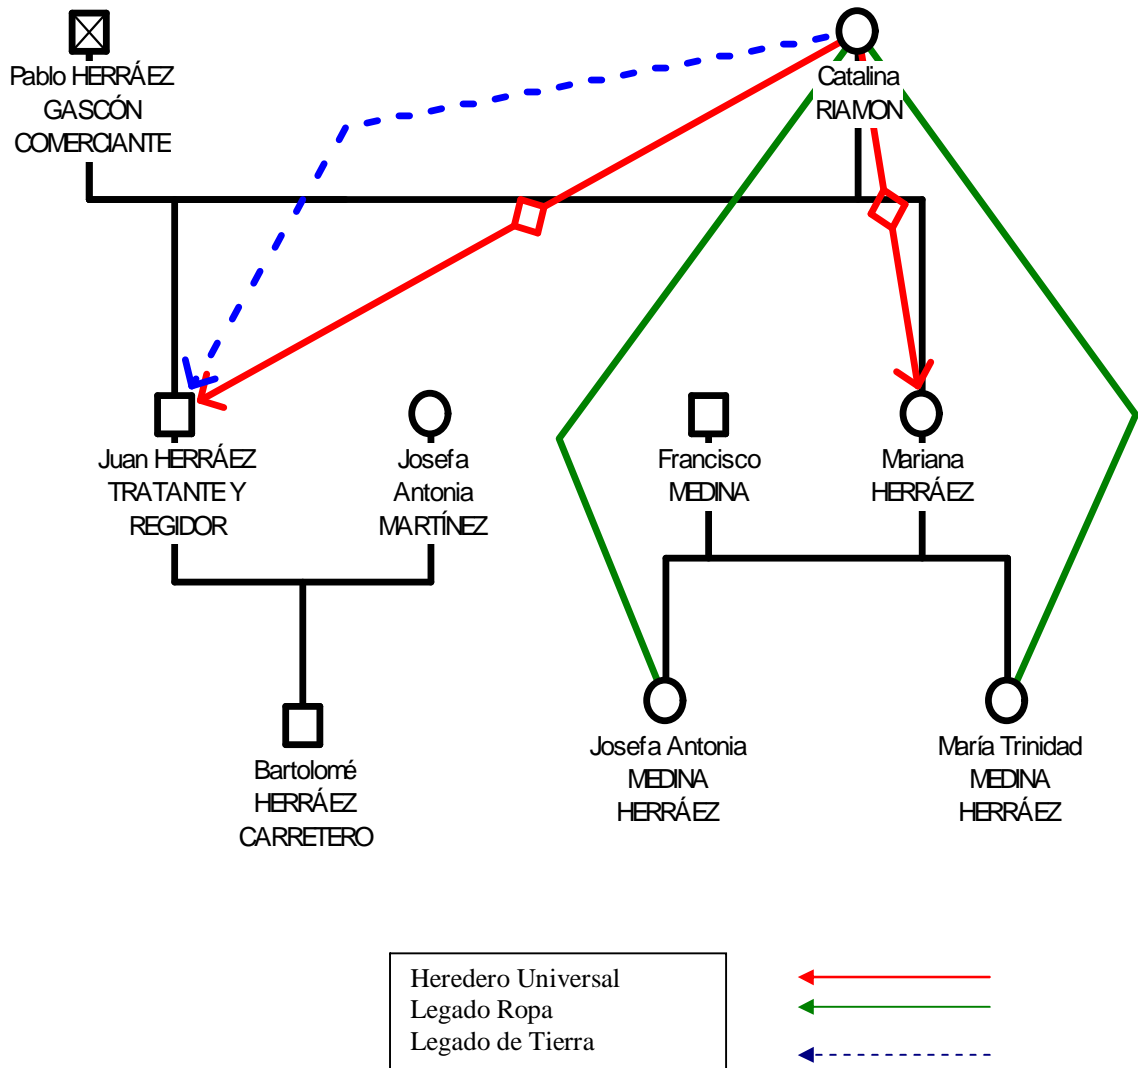 Pablo HERRÁEZ
GASCÓN
COMERCIANTE
Catalina
RIAMON
Juan HERRÁEZ
TRATANTE Y
REGIDOR
Josefa
Antonia
MARTÍNEZ
Francisco
MEDINA
Mariana
HERRÁEZ
Bartolomé
HERRÁEZ
CARRETERO
Josefa Antonia
MEDINA
HERRÁEZ
María Trinidad
MEDINA
HERRÁEZ
Heredero Universal
Legado Ropa
Legado de Tierra